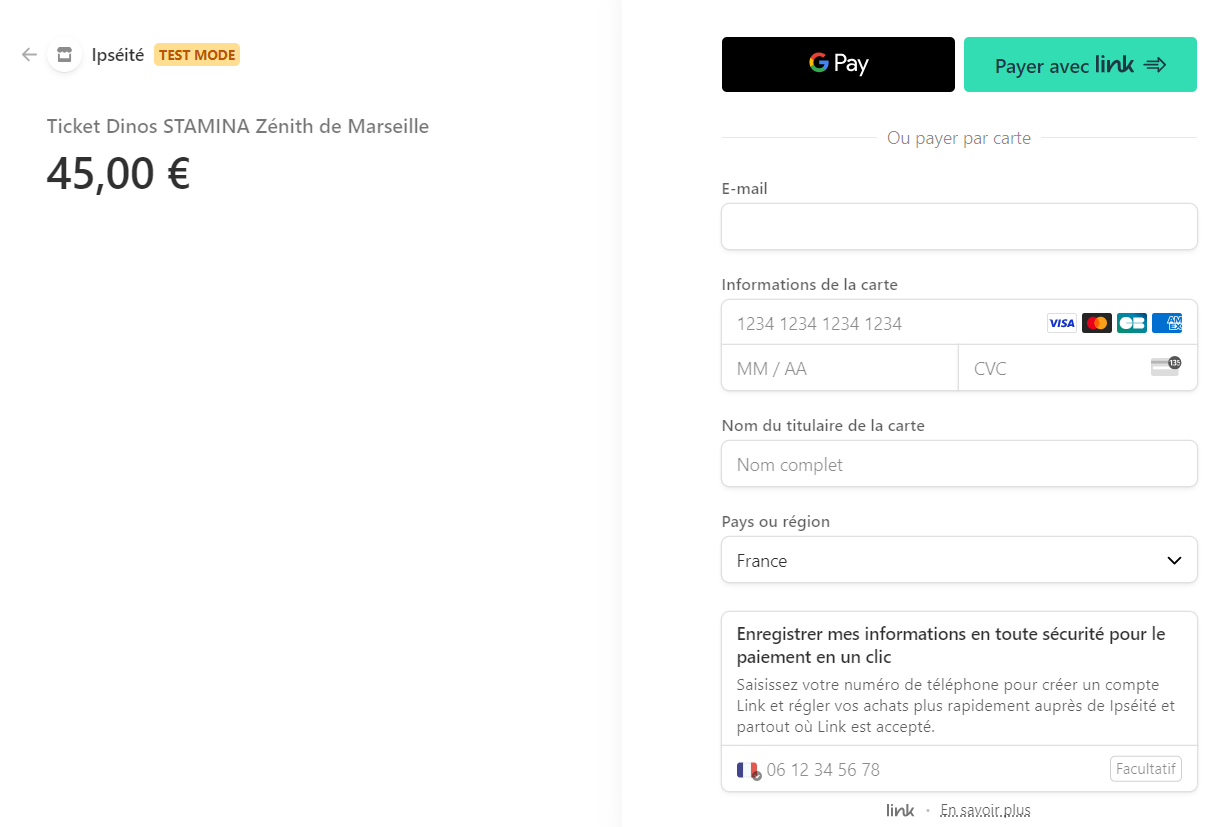 Ipséité TEST MODE
Ticket Dinos STAMINA Zénith de Marseille
45,00 €
G Pay
Payer avec link
Ou payer par carte
E-mail
Informations de la carte
1234 1234 1234 1234 VISA AMEX
MM / AA
CVC 135
Nom du titulaire de la carte
Nom complet
Pays ou région
France
Enregistrer mes informations en toute sécurité pour le
paiement en un clic
Saisissez votre numéro de téléphone pour créer un compte
Link et régler vos achats plus rapidement auprès de Ipséité et
partout où Link est accepté.
06 12 34 56 78 Facultatif
link · En savoir plus